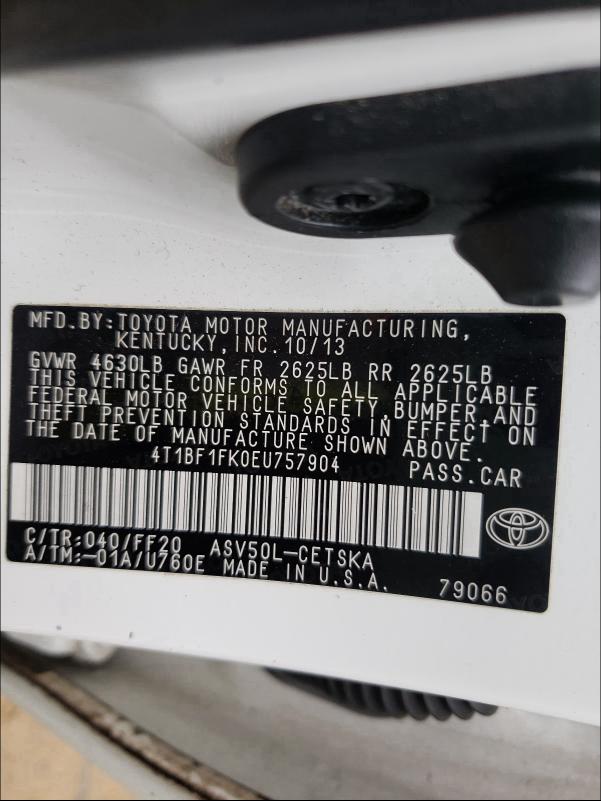 MFD.BY:TOYOTA MOTOR MANUFACTURING,
KENTUCKY,INC.10/13
GVWR 4630LB GAWR FR 2625LB RR 2625LB
THIS VEHICLE CONFORMS TO ALL APPLICABLE
FEDERAL MOTOR VEHICLE SAFETY,BUMPER,AND
THEFT PREVENTION STANDARDS IN EFFECT ON
THE DATE OF MANUFACTURE SHOWN ABOVE.
4T1BF1FK0EU757904 PASS.CAR
C/TR:040/FF20 ASV50L-CETSKA
A/TM:-01A/U760E MADE IN U.S.A. 79066